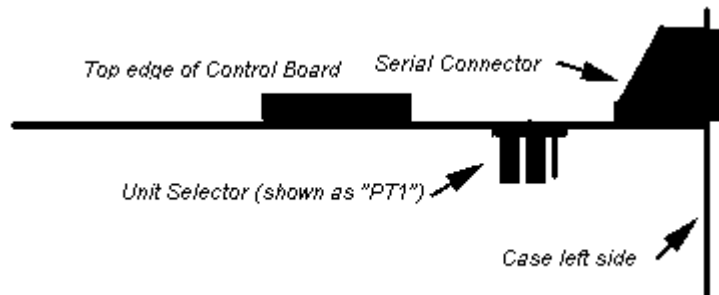 Top edge of Control Board
Serial Connector
Unit Selector (shown as "PT1")
Case left side